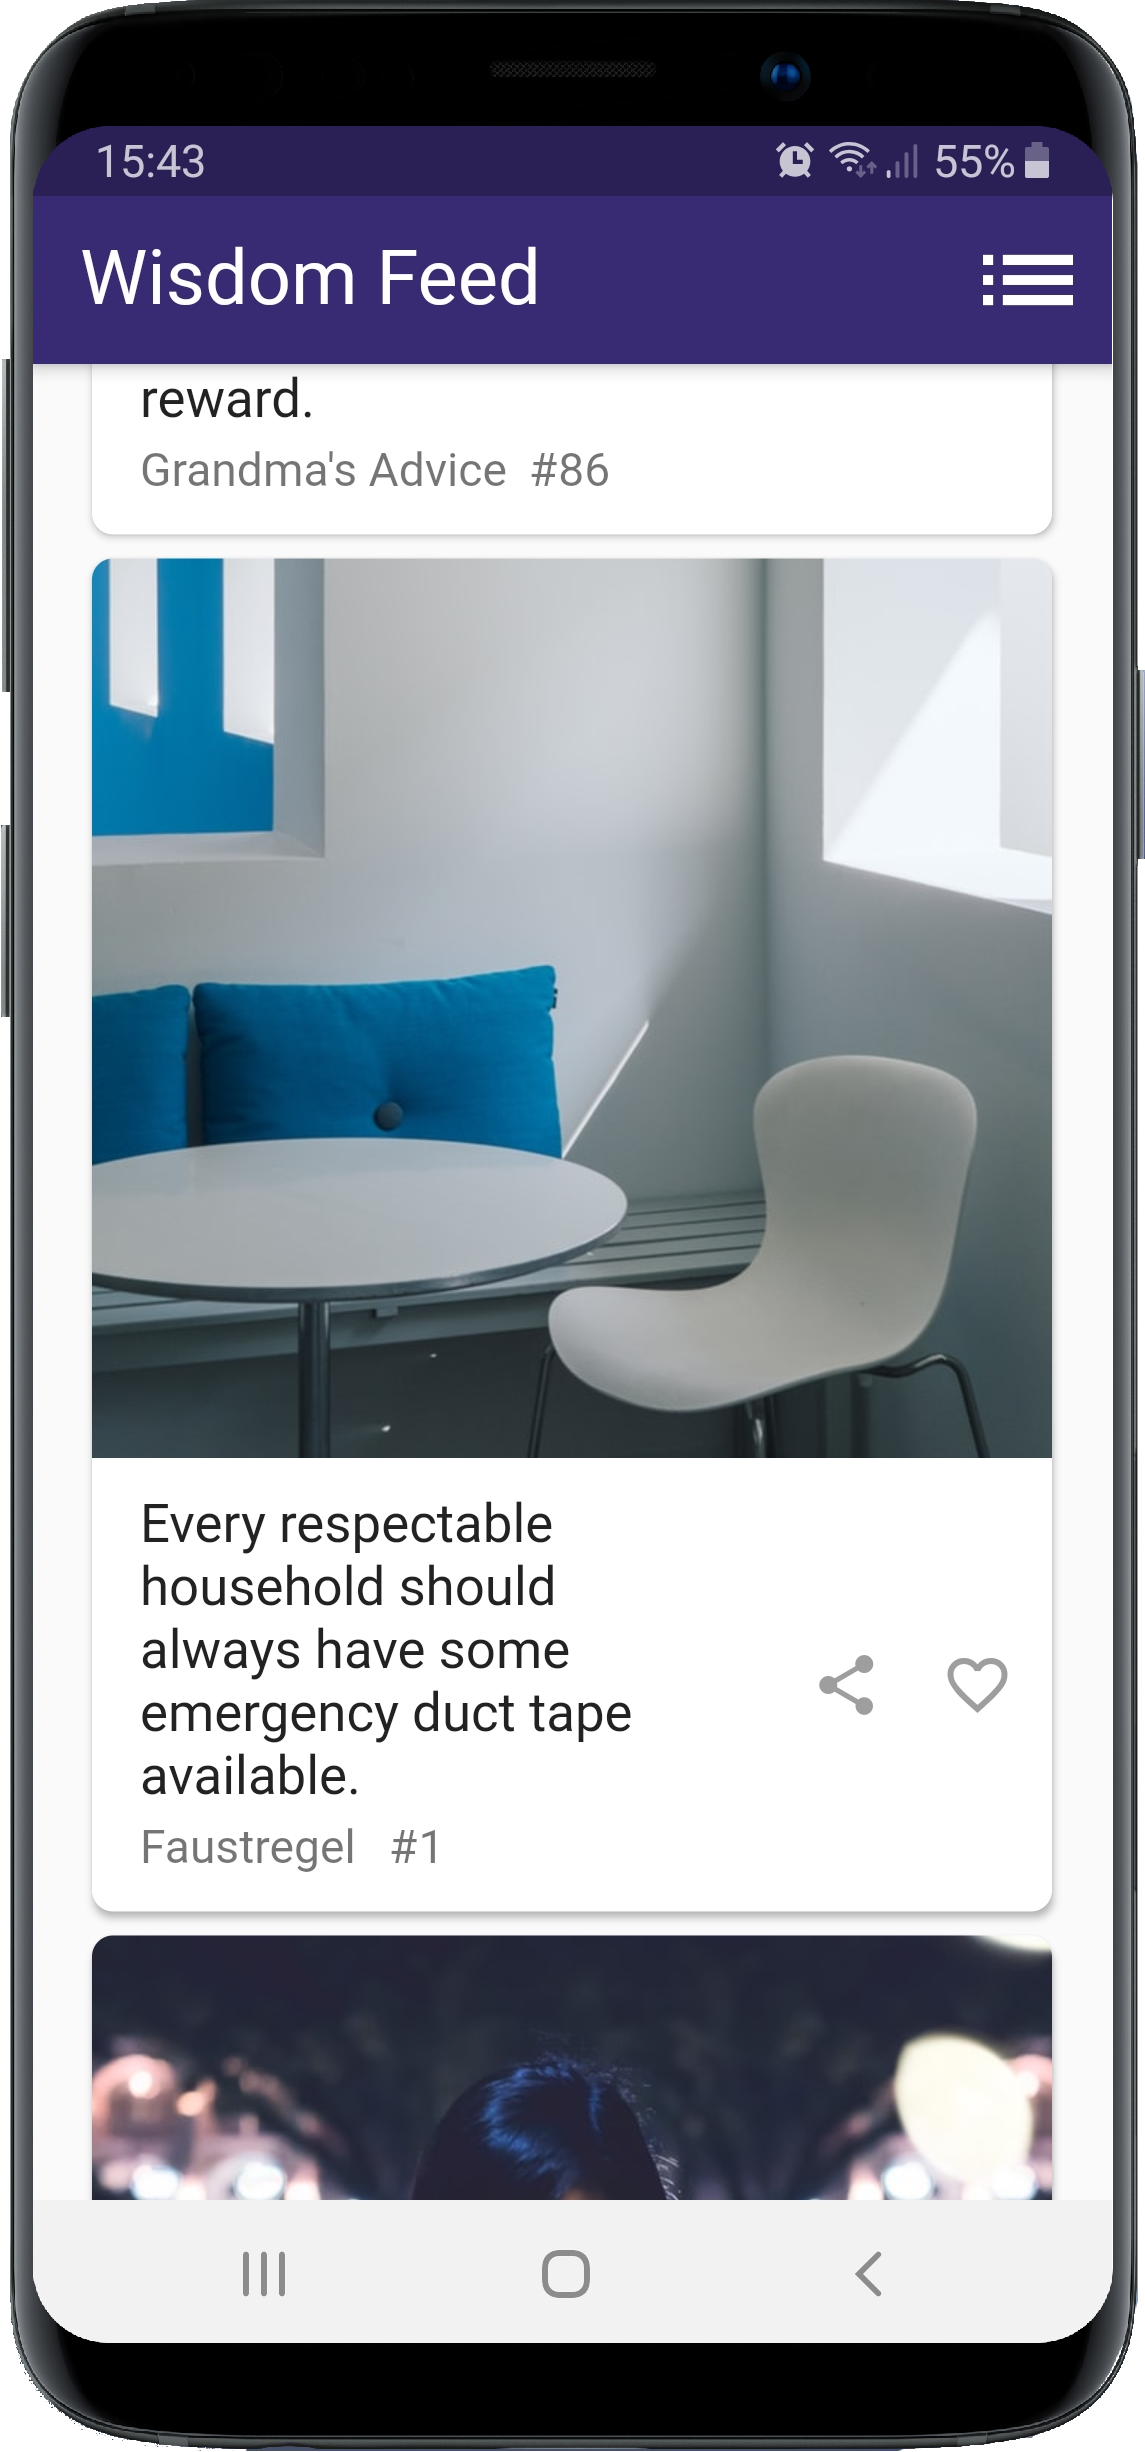 15:43 55%
Wisdom Feed
reward.
Grandma's Advice #86
Every respectable
household should
always have some
emergency duct tape
available.
Faustregel #1